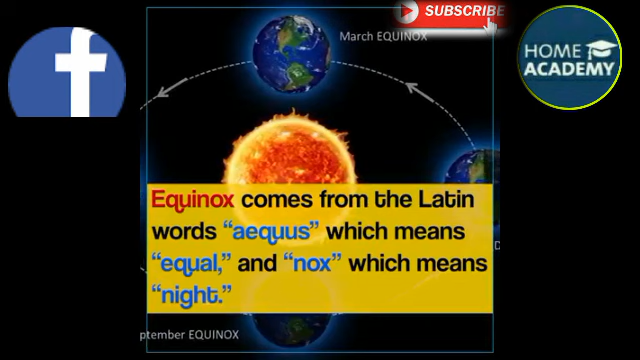 SUBSCRIBE
March EQUINOX
HOME
ACADEMY
Equinox comes from the Latin
words “aequus” which means
“equal,” and “nox” which means
“night.”
ptember EQUINOX